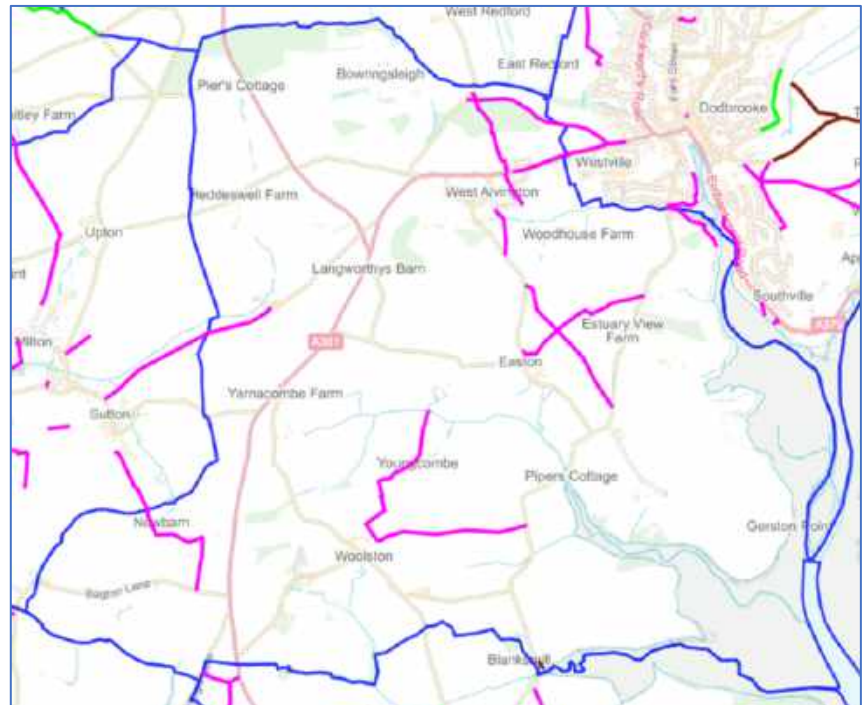 West Redford
East Redford
Pier's Cottage
Bowringsleigh
Dodbrooke
itley Farm
Westville
Heddeswell Farm
West Alvington
Upton
Woodhouse Farm
Langworthys Barn
Southville
Estuary View
Farm
A381
A379
Milton
Easton
Yarnacombe Farm
Sutton
Youngcombe
Pipers Cottage
Newbarn
Gerston Point
Woolston
Blanksmill